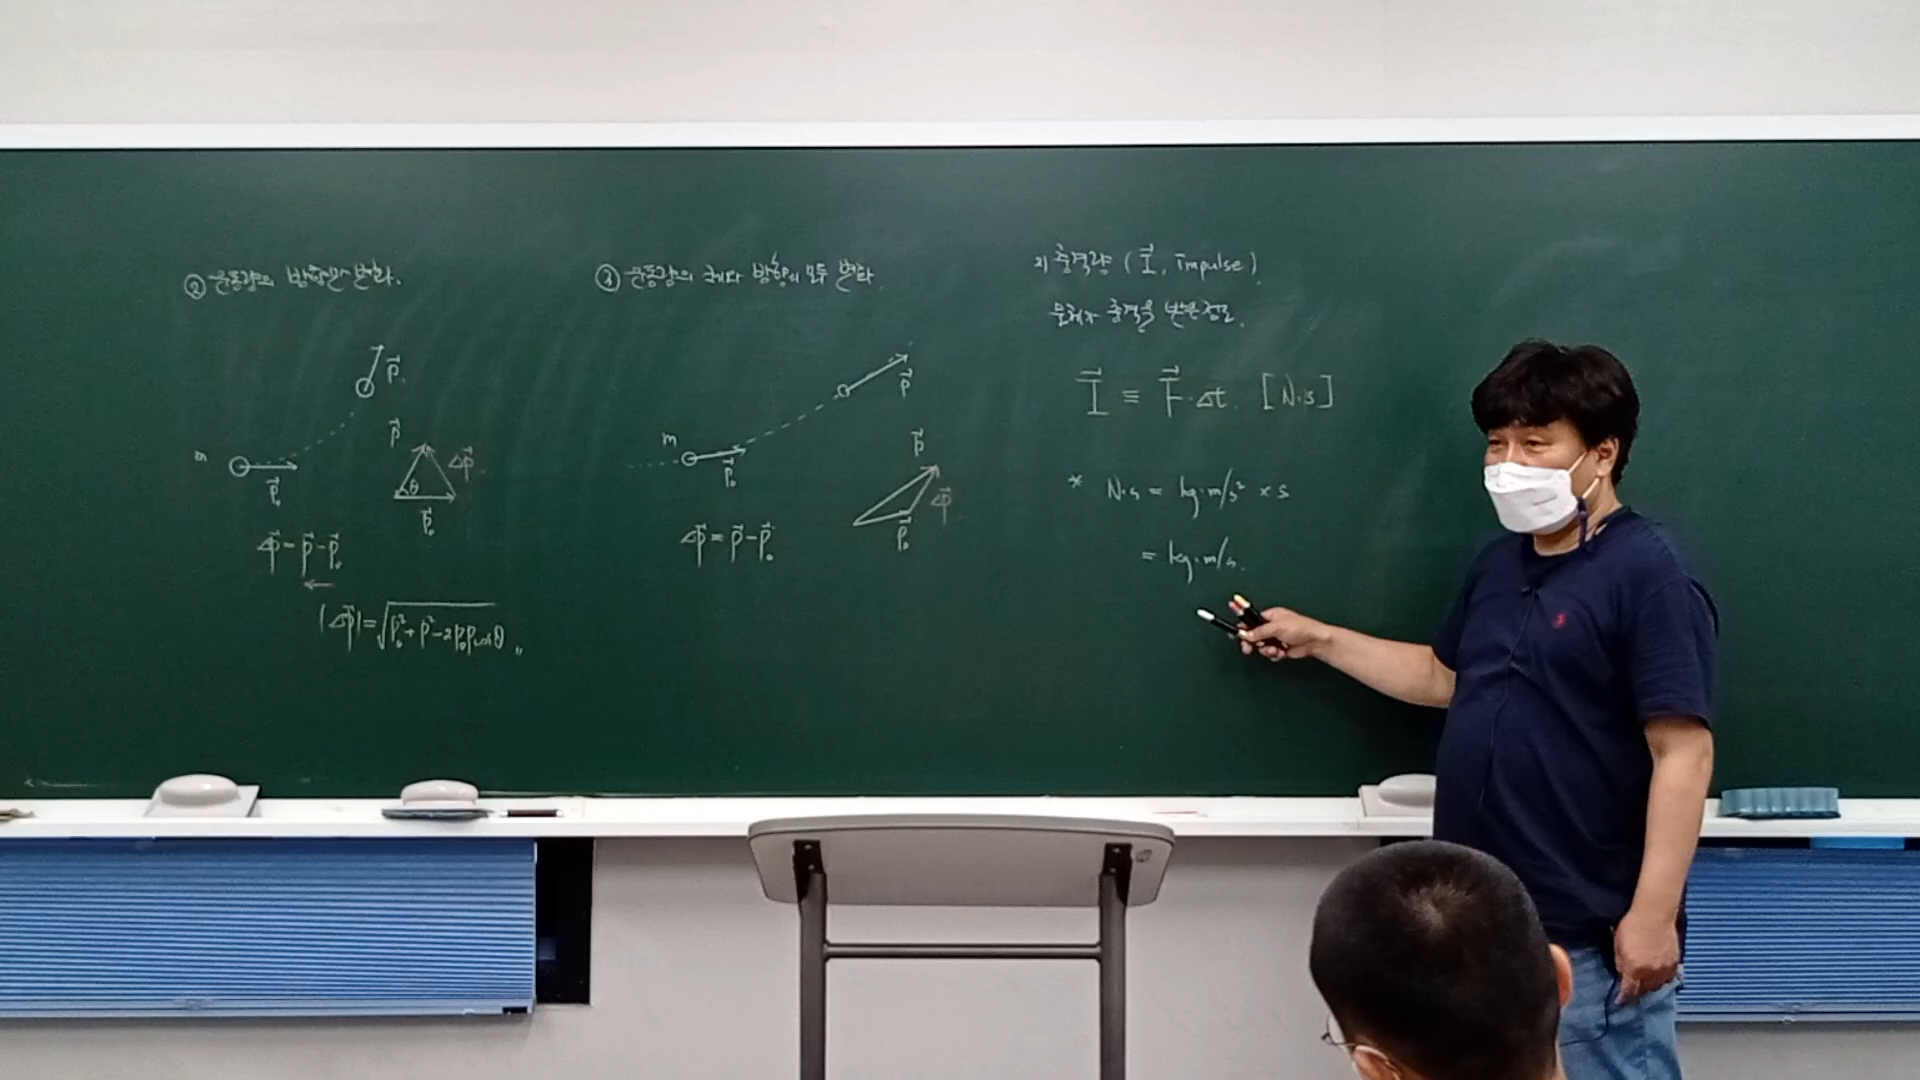 ② 운동량의 방향만 변화.
p⃗
m
p⃗₀
p⃗
Δp⃗
θ
p⃗₀
Δp⃗ = p⃗ - p⃗₀
|Δp⃗| = √(p₀² + p² - 2p₀p cosθ) 〃
③ 운동량의 크기와 방향이 모두 변화.
p⃗
m
p⃗₀
p⃗
Δp⃗
p⃗₀
Δp⃗ = p⃗ - p⃗₀
충격량 (I⃗, impulse).
물체가 충격을 받은 정도.
I⃗ ≡ F⃗·Δt. [N·s]
* N·s = kg·m/s² × s
= kg·m/s.